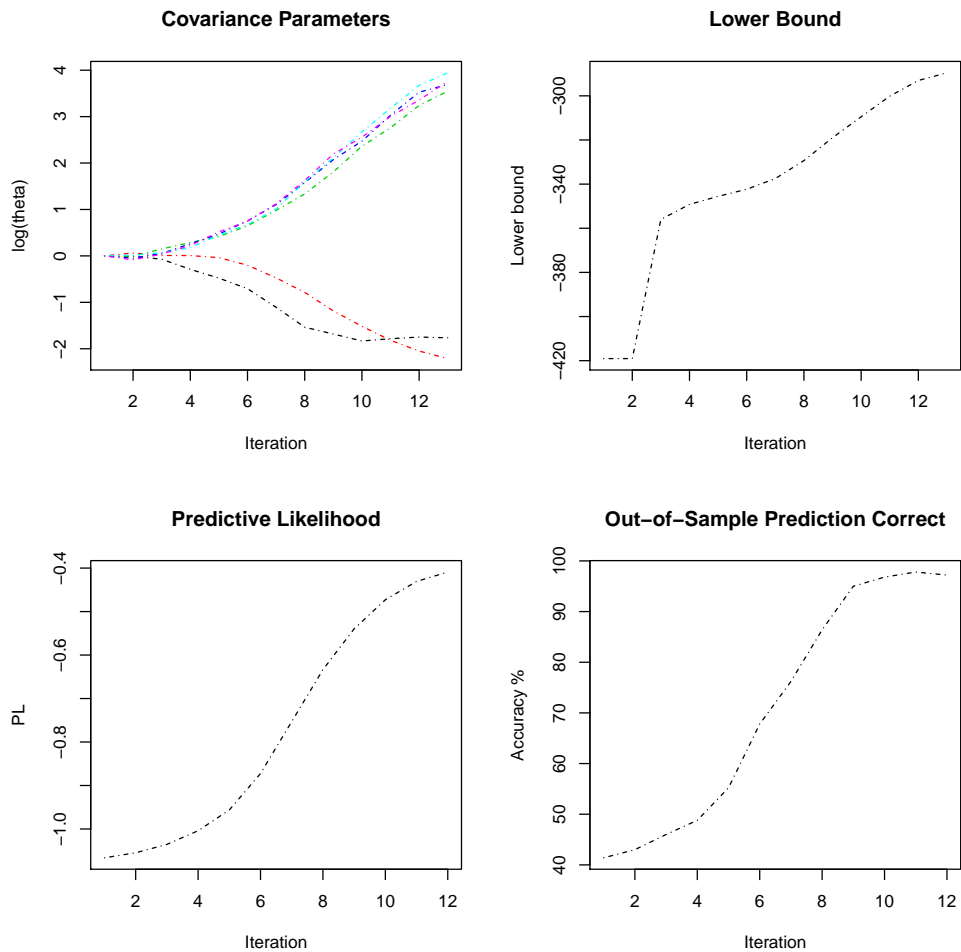 Covariance Parameters
log(theta)
4
3
2
1
0
−1
−2
2 4 6 8 10 12
Iteration
Lower Bound
Lower bound
−300
−340
−380
−420
2 4 6 8 10 12
Iteration
Predictive Likelihood
PL
−0.4
−0.6
−0.8
−1.0
2 4 6 8 10 12
Iteration
Out−of−Sample Prediction Correct
Accuracy %
100
90
80
70
60
50
40
2 4 6 8 10 12
Iteration